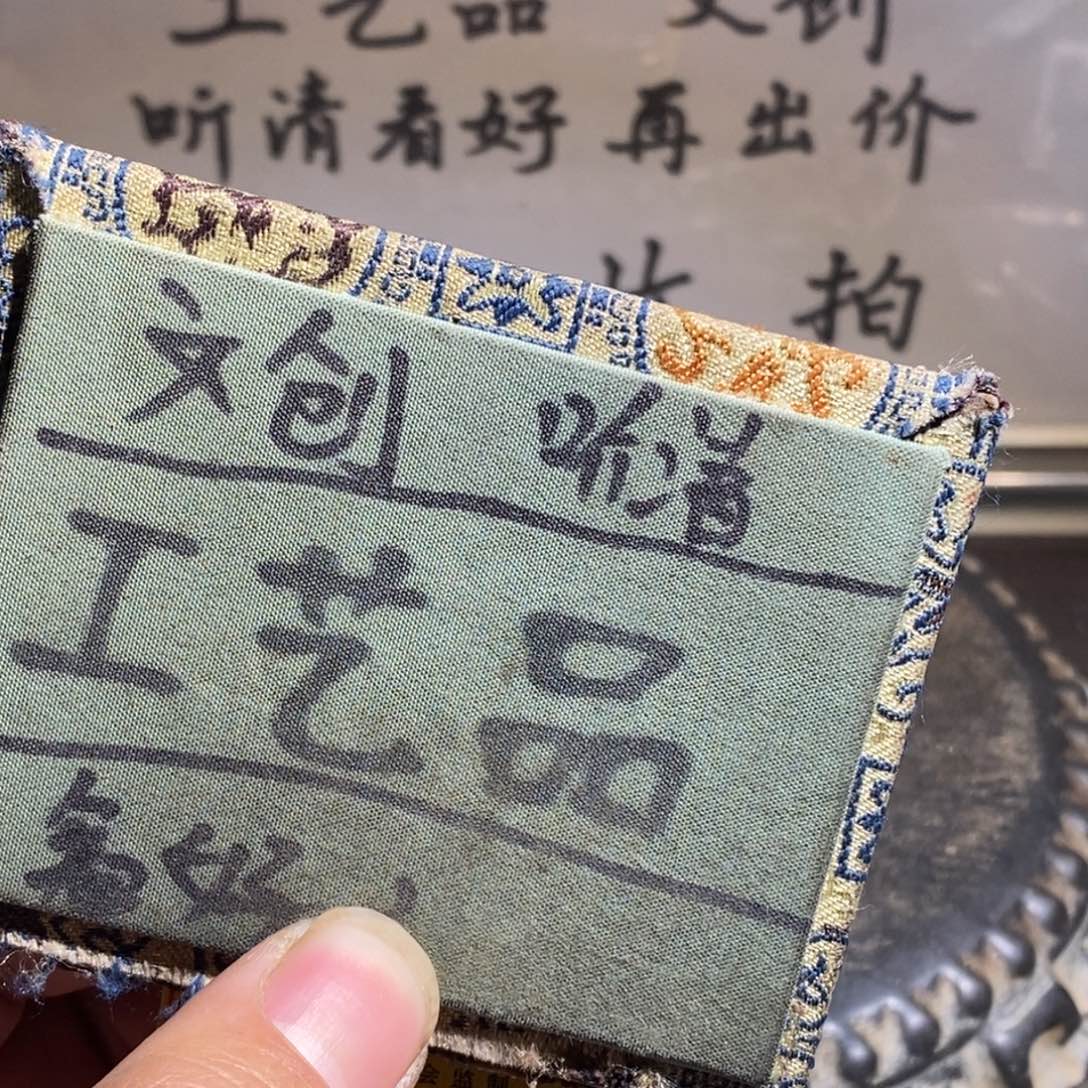 工艺品 文创
听清看好 再出价
拍
文创 听清
工艺品
看好